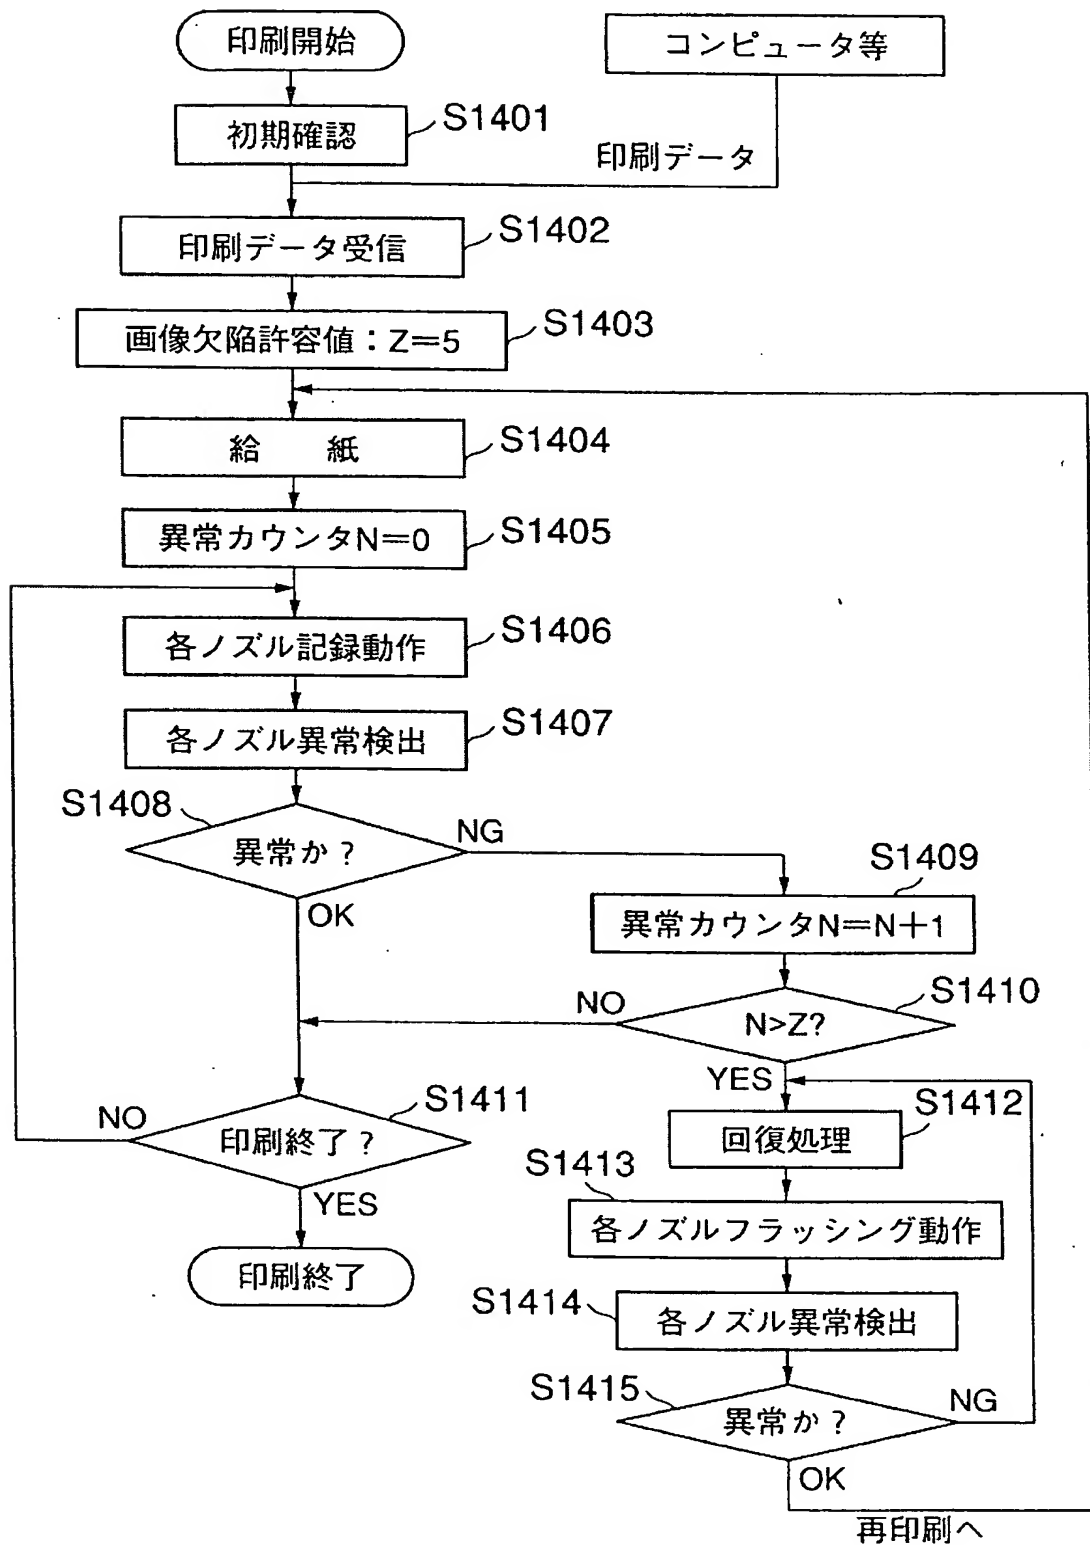 印刷開始
コンピュータ等
初期確認
S1401
印刷データ
印刷データ受信
S1402
画像欠陥許容値：Z＝5
S1403
給　　紙
S1404
異常カウンタN＝0
S1405
各ノズル記録動作
S1406
各ノズル異常検出
S1407
S1408
異常か？
NG
OK
S1409
異常カウンタN＝N＋1
S1410
N>Z?
NO
YES
S1411
印刷終了？
NO
YES
印刷終了
S1412
回復処理
S1413
各ノズルフラッシング動作
S1414
各ノズル異常検出
S1415
異常か？
NG
OK
再印刷へ